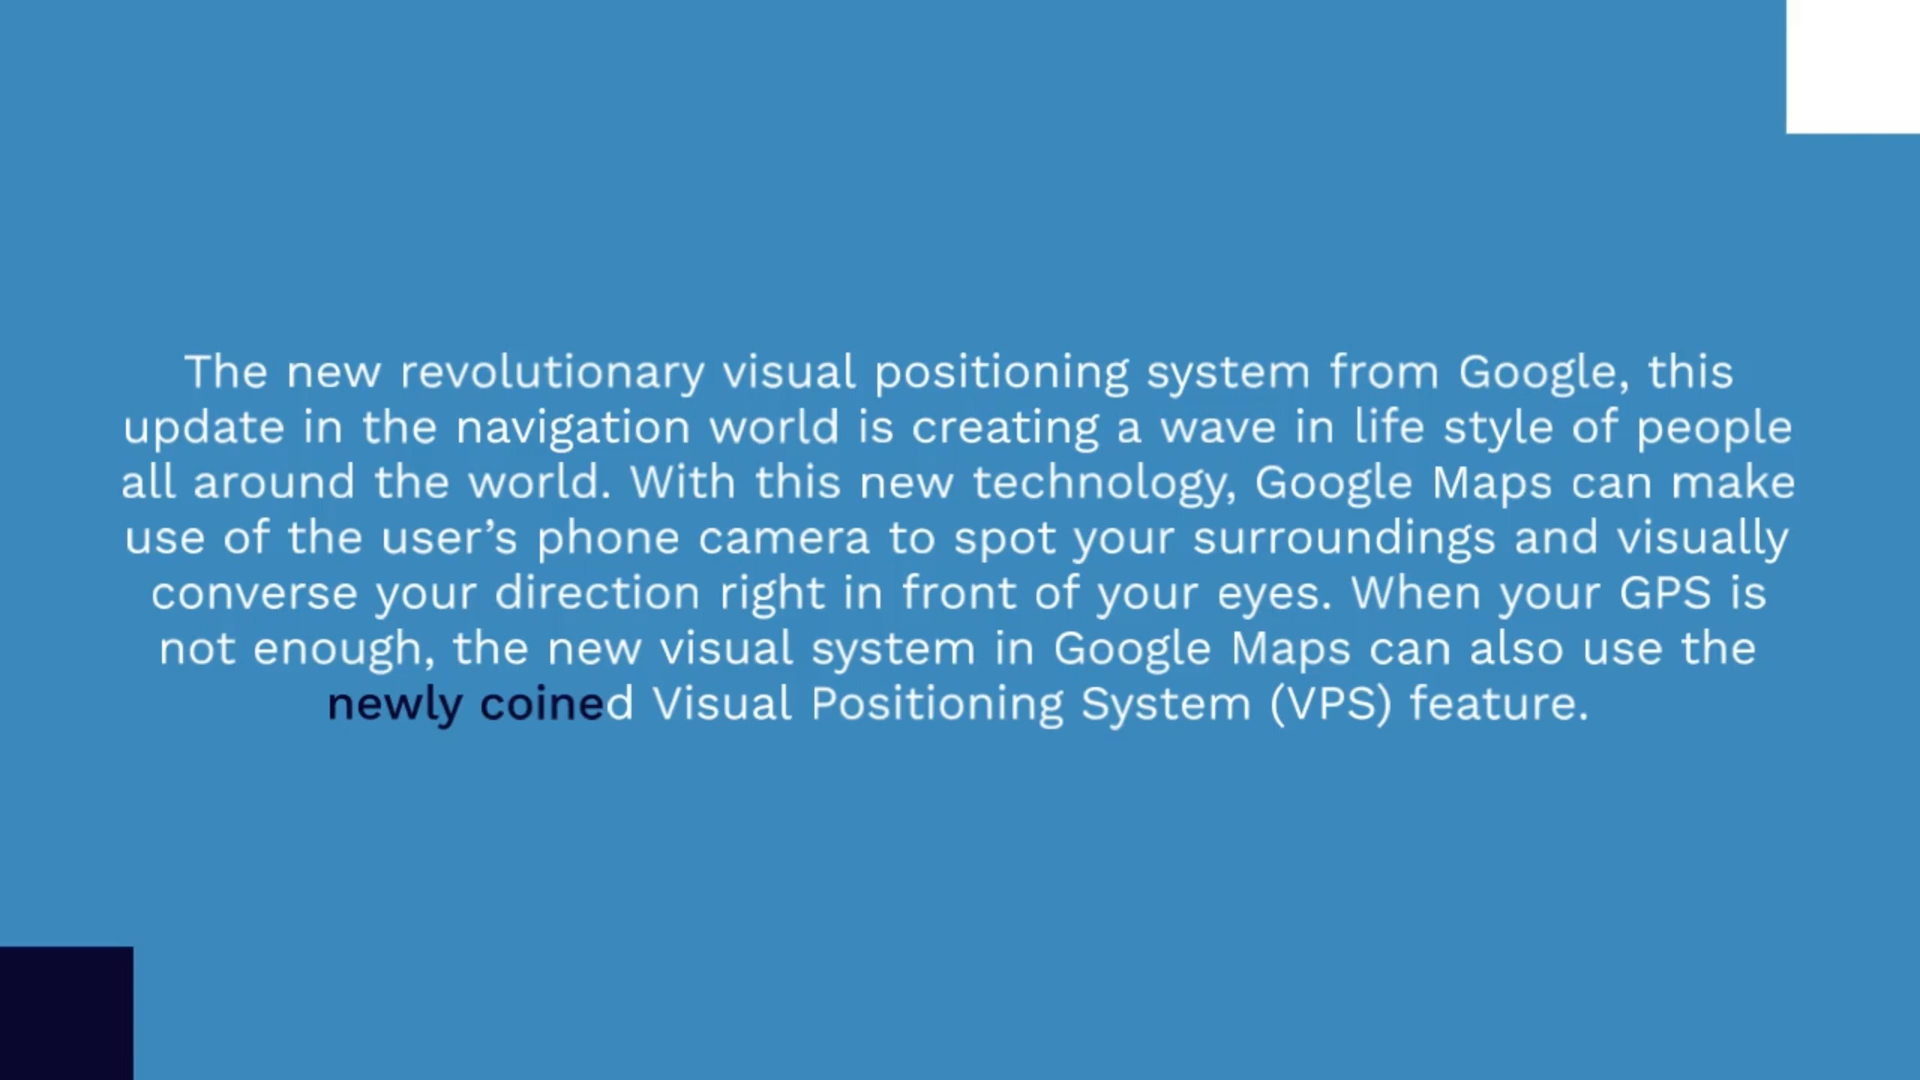 The new revolutionary visual positioning system from Google, this
update in the navigation world is creating a wave in life style of people
all around the world. With this new technology, Google Maps can make
use of the user’s phone camera to spot your surroundings and visually
converse your direction right in front of your eyes. When your GPS is
not enough, the new visual system in Google Maps can also use the
newly coined Visual Positioning System (VPS) feature.